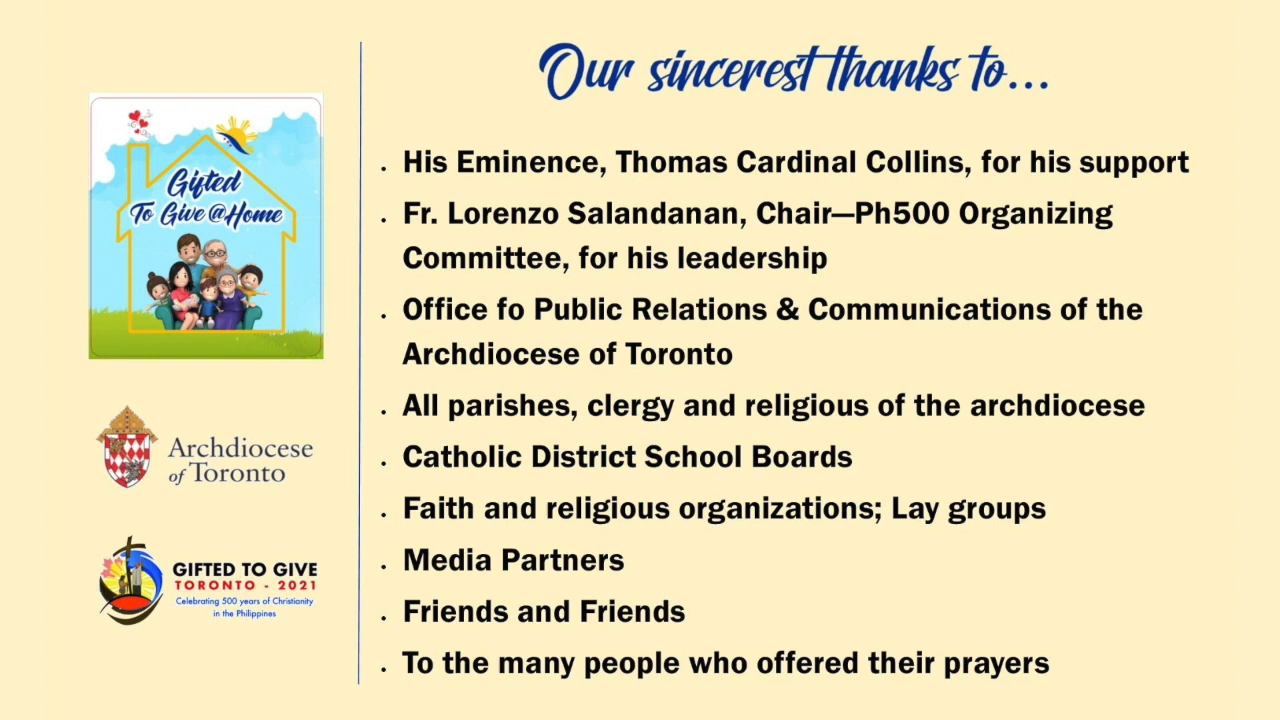 Our sincerest thanks to...
Gifted
To Give @Home
Archdiocese
of Toronto
GIFTED TO GIVE
TORONTO - 2021
Celebrating 500 years of Christianity
in the Philippines
. His Eminence, Thomas Cardinal Collins, for his support
. Fr. Lorenzo Salandanan, Chair—Ph500 Organizing
Committee, for his leadership
. Office fo Public Relations & Communications of the
Archdiocese of Toronto
. All parishes, clergy and religious of the archdiocese
. Catholic District School Boards
. Faith and religious organizations; Lay groups
. Media Partners
. Friends and Friends
. To the many people who offered their prayers